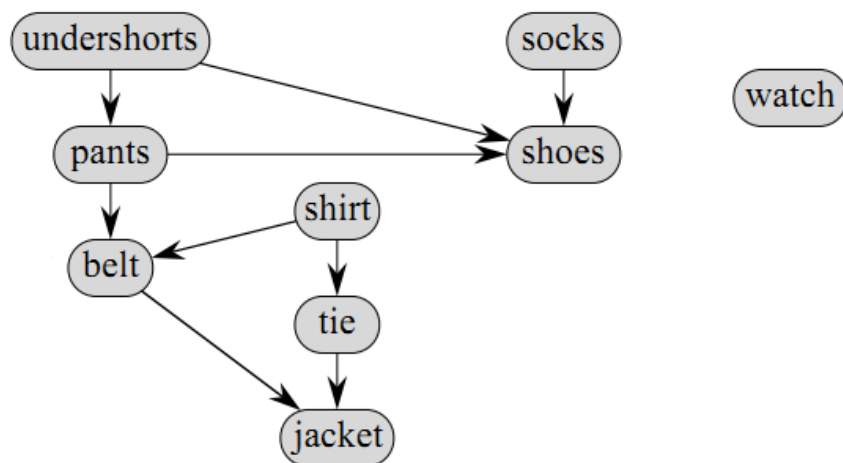 undershorts
socks
watch
pants
shoes
shirt
belt
tie
jacket